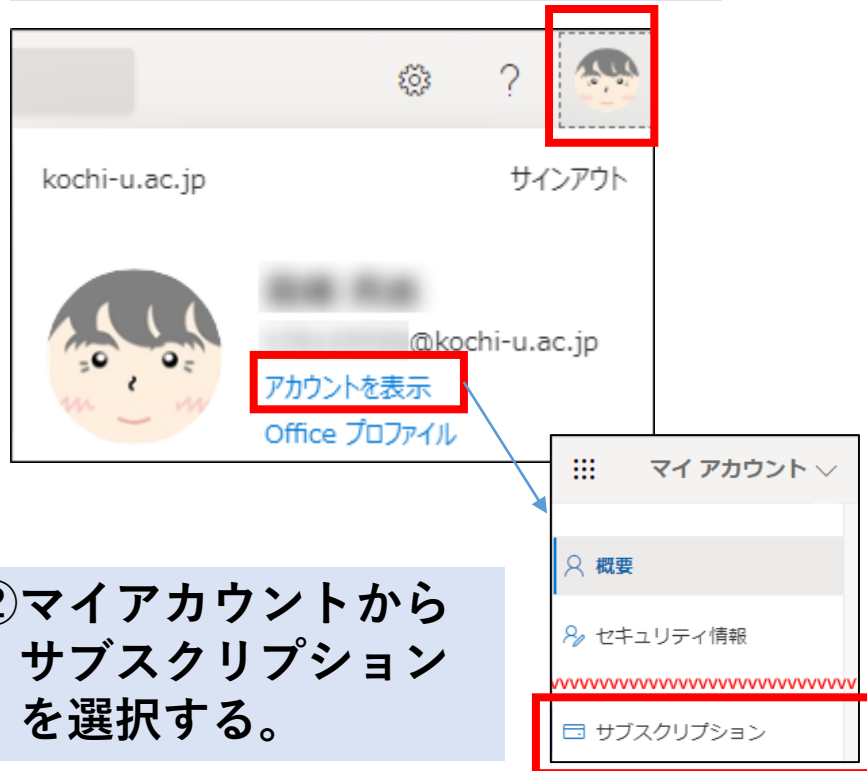 ?
kochi-u.ac.jp
サインアウト
@kochi-u.ac.jp
アカウントを表示
Office プロファイル
マイ アカウント
概要
セキュリティ情報
サブスクリプション
②マイアカウントから
サブスクリプション
を選択する。